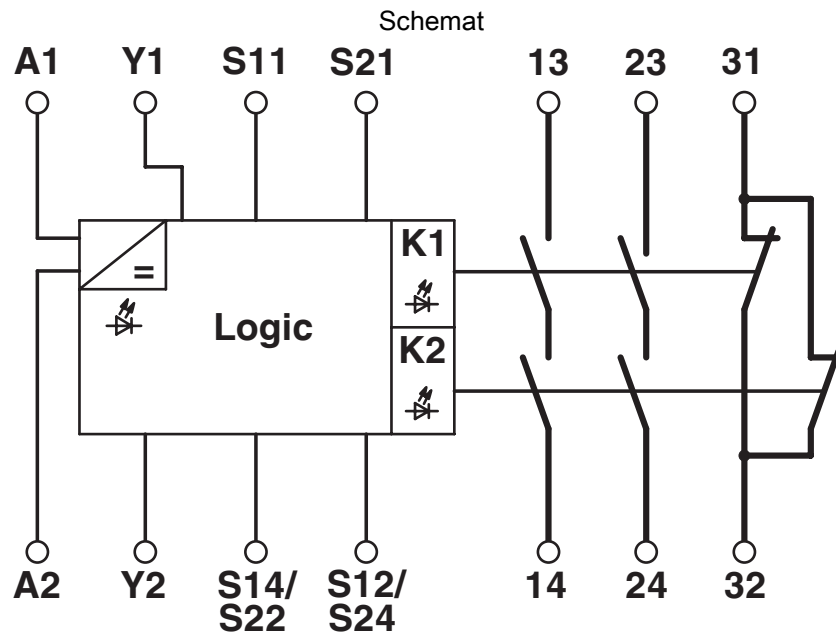 Schemat
A1 Y1 S11 S21 13 23 31
K1
=
Logic
K2
A2 Y2 S14/ S12/ 14 24 32
S22 S24